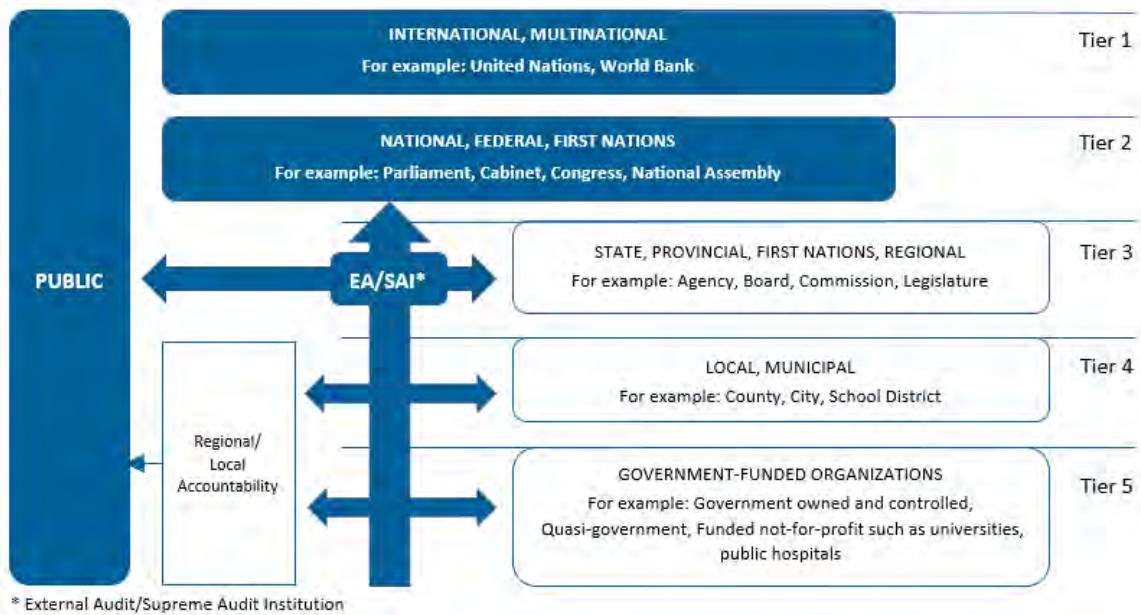 INTERNATIONAL, MULTINATIONAL
For example: United Nations, World Bank
Tier 1
NATIONAL, FEDERAL, FIRST NATIONS
For example: Parliament, Cabinet, Congress, National Assembly
Tier 2
PUBLIC
EA/SAI*
STATE, PROVINCIAL, FIRST NATIONS, REGIONAL
For example: Agency, Board, Commission, Legislature
Tier 3
LOCAL, MUNICIPAL
For example: County, City, School District
Tier 4
Regional/
Local
Accountability
GOVERNMENT-FUNDED ORGANIZATIONS
For example: Government owned and controlled,
Quasi-government, Funded not-for-profit such as universities,
public hospitals
Tier 5
* External Audit/Supreme Audit Institution